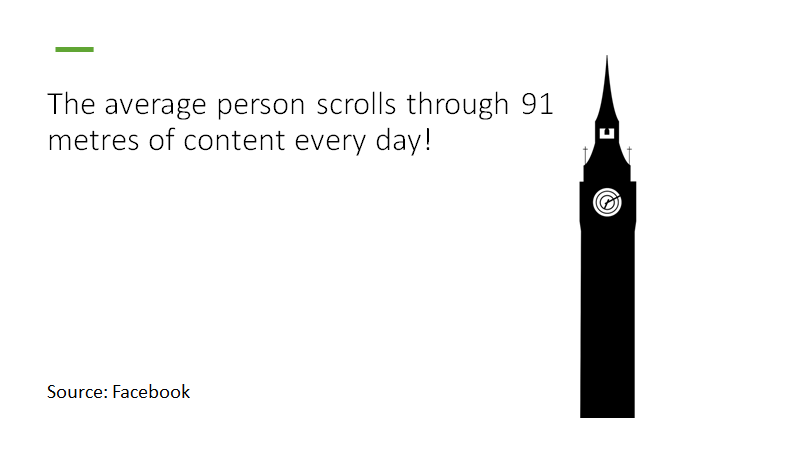 The average person scrolls through 91
metres of content every day!
Source: Facebook